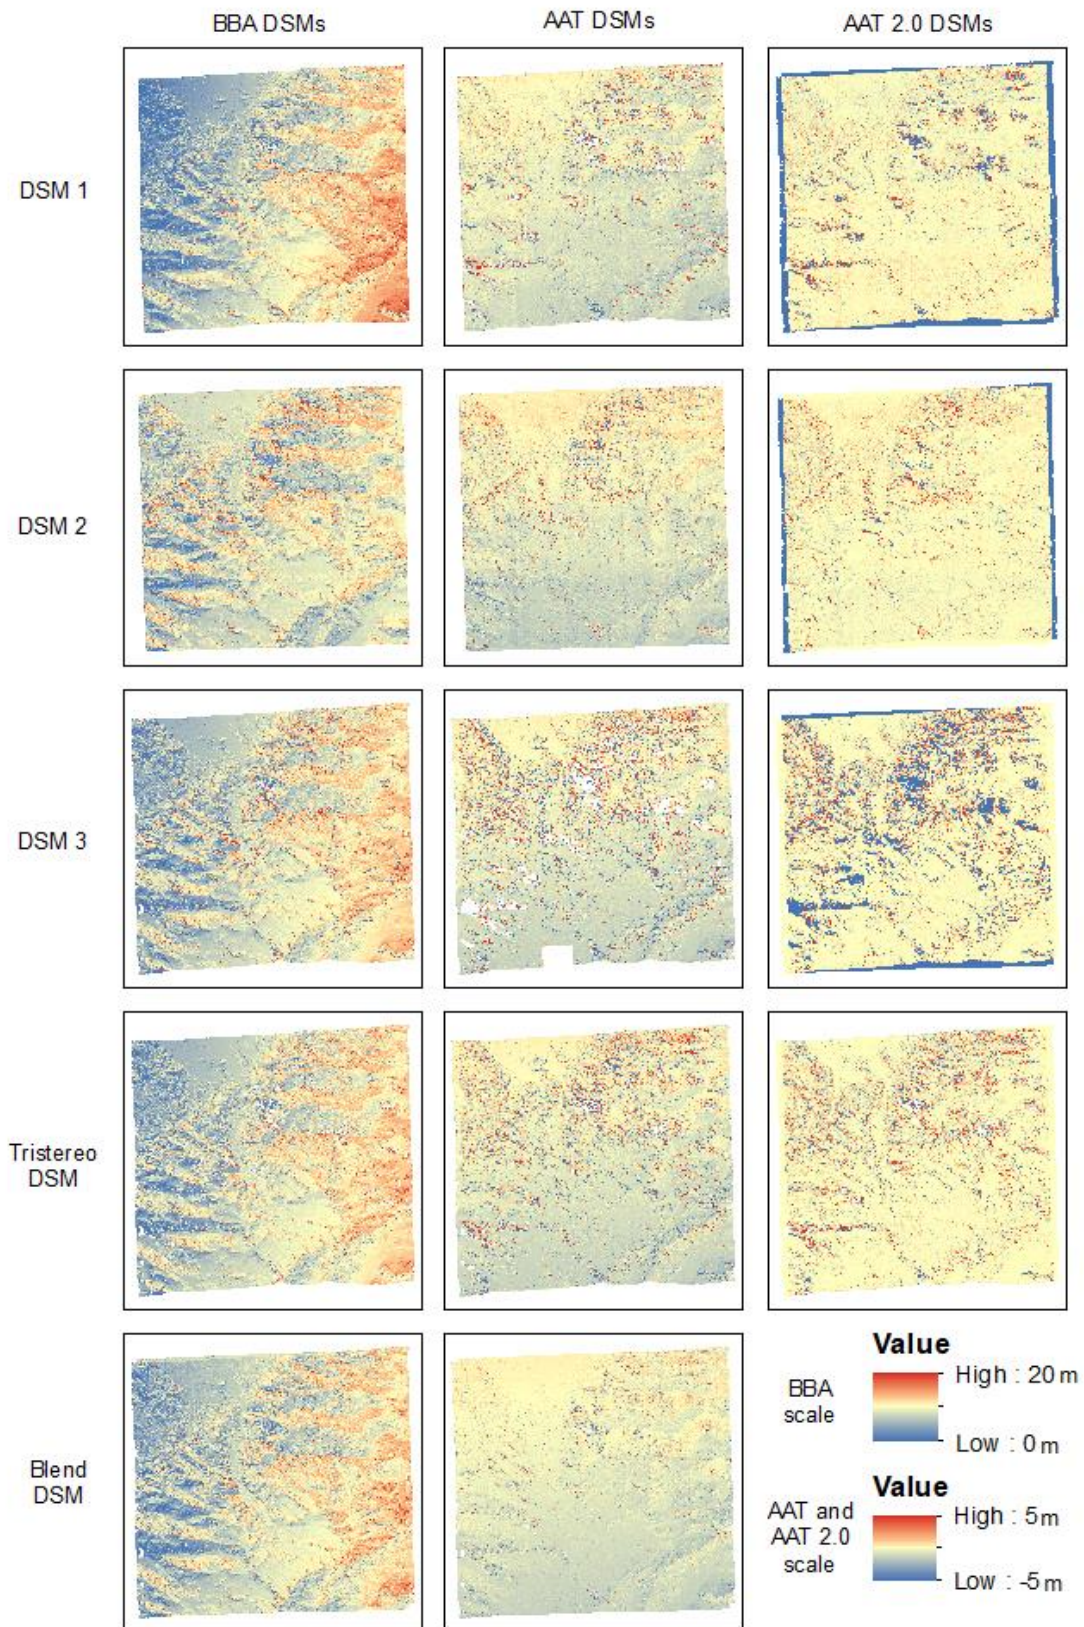 BBA DSMs
AAT DSMs
AAT 2.0 DSMs
DSM 1
DSM 2
DSM 3
Tristereo
DSM
Blend
DSM
BBA
scale
Value
High : 20 m
Low : 0 m
AAT and
AAT 2.0
scale
Value
High : 5 m
Low : -5 m